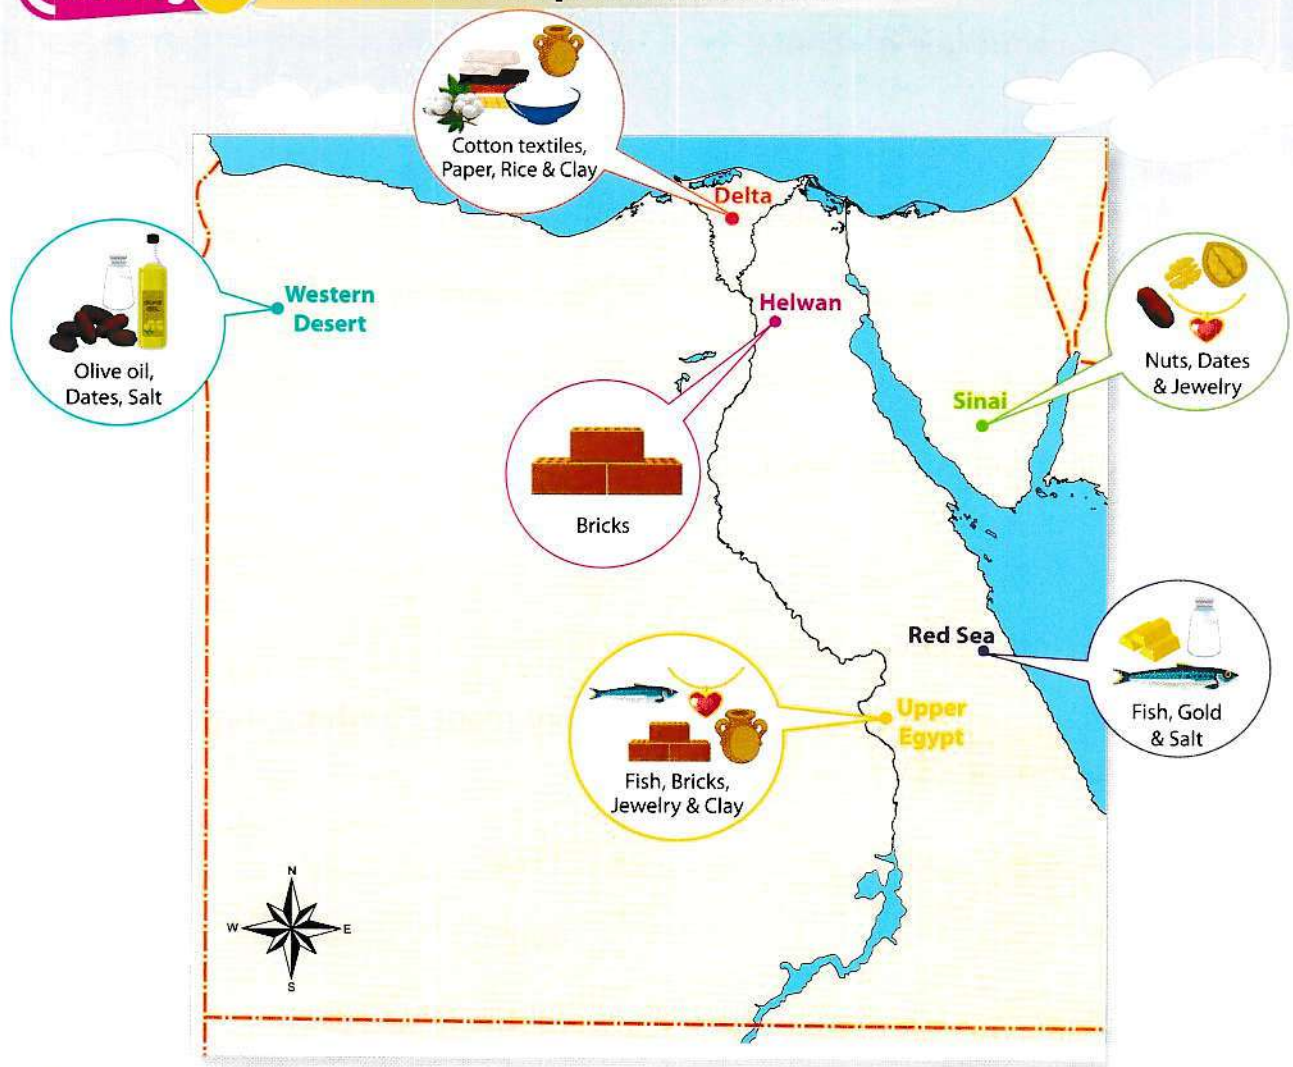 Cotton textiles,
Paper, Rice & Clay
Delta
Western
Desert
Olive oil,
Dates, Salt
Helwan
Nuts, Dates
& Jewelry
Sinai
Bricks
Red Sea
Fish, Gold
& Salt
Upper
Egypt
Fish, Bricks,
Jewelry & Clay
N
W E
S